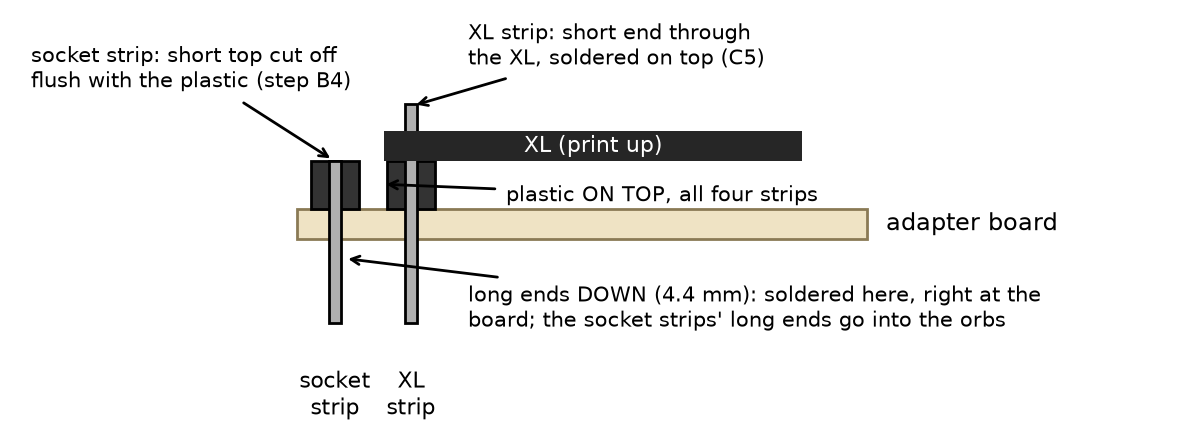 XL strip: short end through
the XL, soldered on top (C5)
socket strip: short top cut off
flush with the plastic (step B4)
XL (print up)
plastic ON TOP, all four strips
adapter board
long ends DOWN (4.4 mm): soldered here, right at the
board; the socket strips' long ends go into the orbs
socket
strip
XL
strip